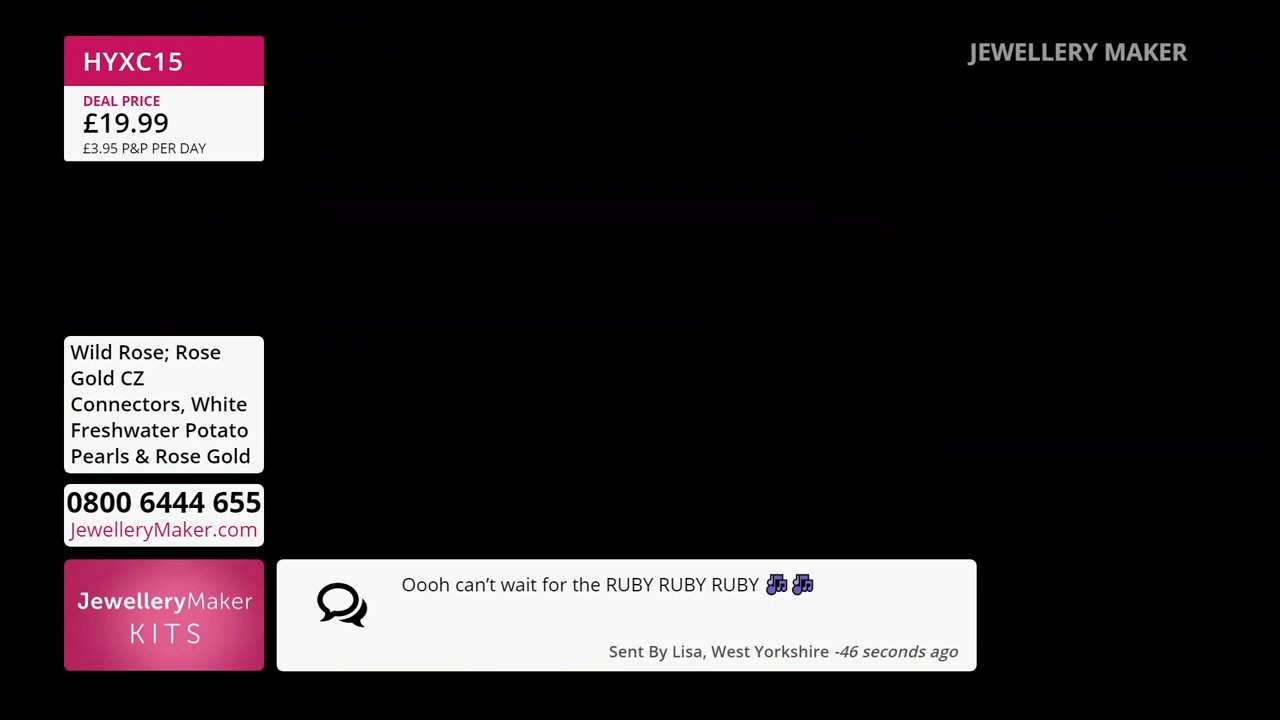 HYXC15
DEAL PRICE
£19.99
£3.95 P&P PER DAY
JEWELLERY MAKER
Wild Rose; Rose
Gold CZ
Connectors, White
Freshwater Potato
Pearls & Rose Gold
0800 6444 655
JewelleryMaker.com
JewelleryMaker
KITS
Oooh can’t wait for the RUBY RUBY RUBY 🎶🎶
Sent By Lisa, West Yorkshire -46 seconds ago